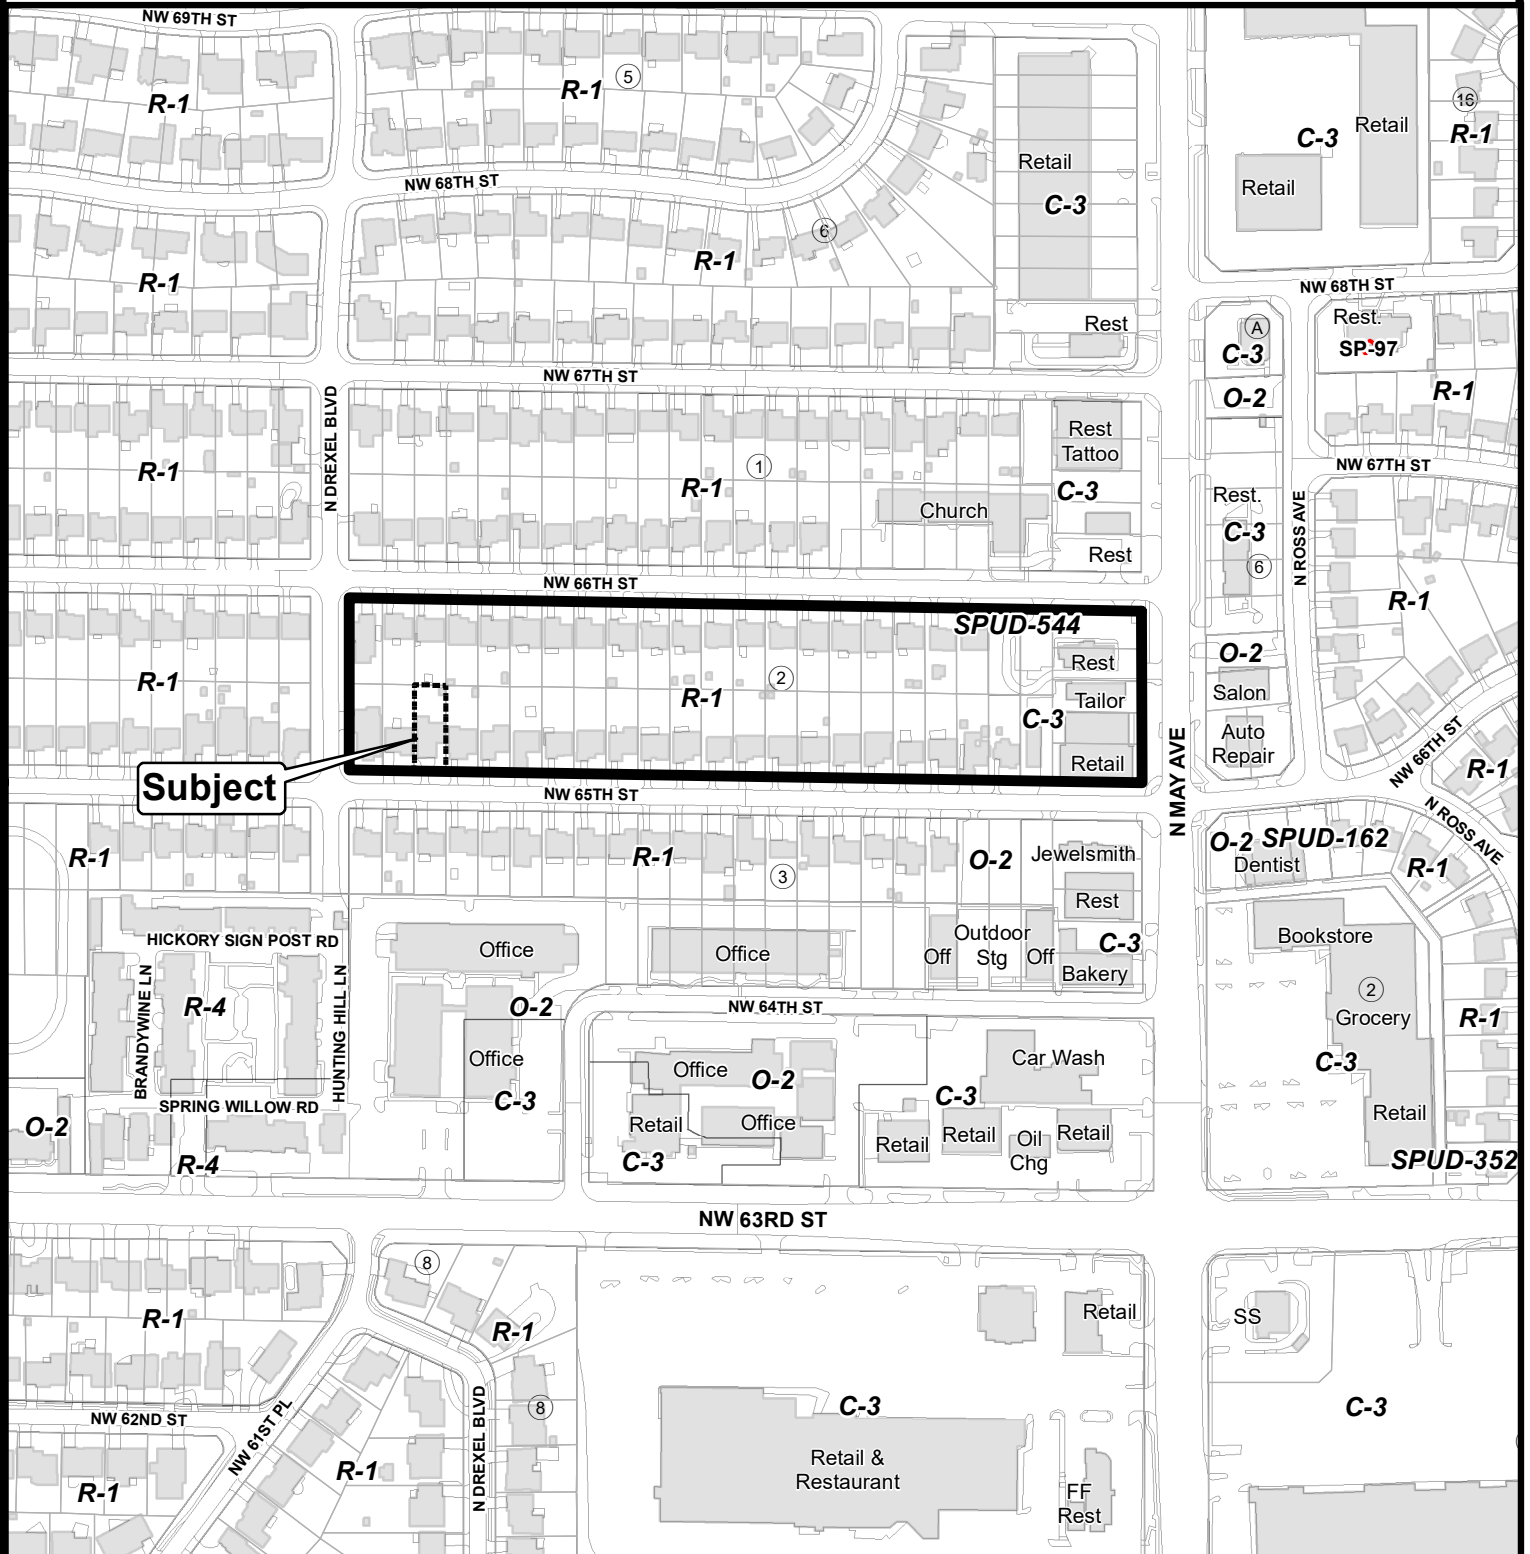 NW 69TH ST
R-1
R-1
5
C-3
Retail
16
R-1
Retail
NW 68TH ST
Retail
C-3
R-1
6
R-1
NW 68TH ST
Rest
A
C-3
Rest.
SP-97
NW 67TH ST
N DREXEL BLVD
O-2
R-1
Rest
Tattoo
R-1
1
R-1
C-3
Church
Rest
NW 67TH ST
Rest.
C-3
6
N ROSS AVE
R-1
NW 66TH ST
SPUD-544
R-1
2
R-1
Rest
Tailor
C-3
Retail
O-2
Salon
Auto
Repair
N MAY AVE
NW 66TH ST
R-1
Subject
NW 65TH ST
N ROSS AVE
R-1
R-1
3
O-2
Jewelsmith
Rest
O-2
SPUD-162
Dentist
R-1
HICKORY SIGN POST RD
Office
Office
Off
Outdoor
Stg
Off
C-3
Bakery
Bookstore
BRANDYWINE LN
R-4
HUNTING HILL LN
O-2
NW 64TH ST
2
Grocery
R-1
Office
C-3
Office
O-2
Car Wash
C-3
C-3
SPRING WILLOW RD
O-2
R-4
Retail
Office
C-3
Retail
Retail
Oil
Chg
Retail
Retail
SPUD-352
NW 63RD ST
8
R-1
R-1
Retail
SS
NW 62ND ST
NW 61ST PL
N DREXEL BLVD
8
C-3
C-3
R-1
R-1
Retail &
Restaurant
FF
Rest